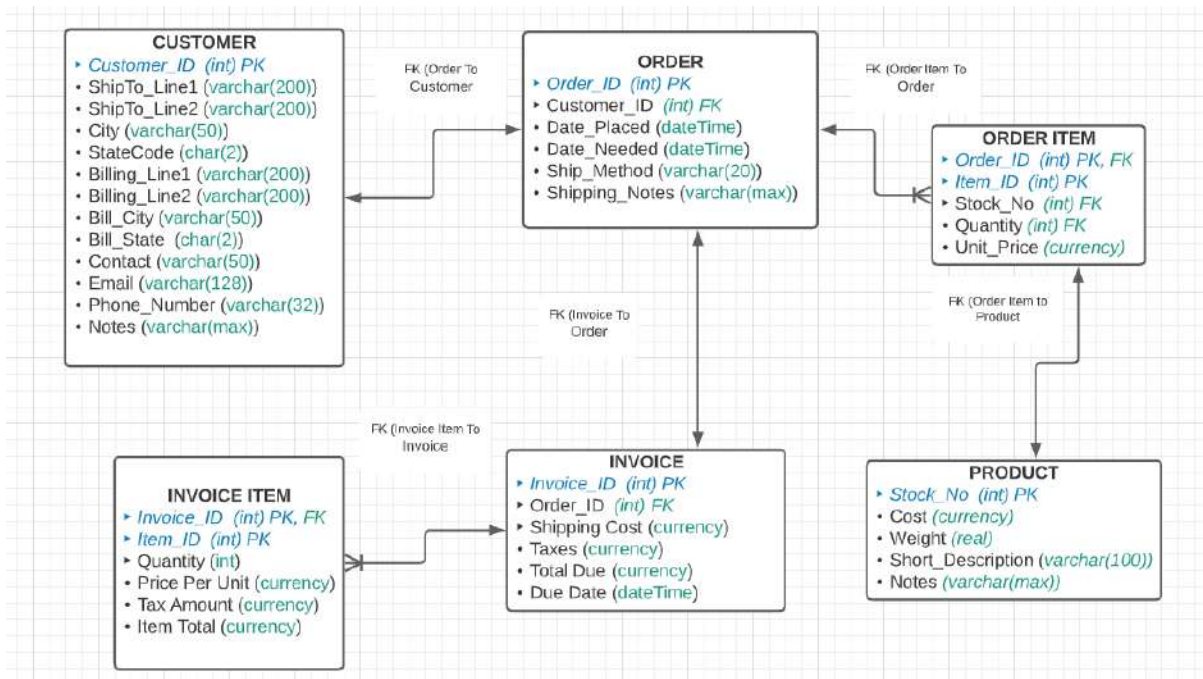 CUSTOMER
‣ Customer_ID (int) PK
• ShipTo_Line1 (varchar(200))
• ShipTo_Line2 (varchar(200))
• City (varchar(50))
• StateCode (char(2))
• Billing_Line1 (varchar(200))
• Billing_Line2 (varchar(200))
• Bill_City (varchar(50))
• Bill_State (char(2))
• Contact (varchar(50))
• Email (varchar(128))
• Phone_Number (varchar(32))
• Notes (varchar(max))
FK (Order To
Customer
ORDER
‣ Order_ID (int) PK
‣ Customer_ID (int) FK
• Date_Placed (dateTime)
• Date_Needed (dateTime)
• Ship_Method (varchar(20))
• Shipping_Notes (varchar(max))
FK (Order Item To
Order
ORDER ITEM
‣ Order_ID (int) PK, FK
‣ Item_ID (int) PK
‣ Stock_No (int) FK
• Quantity (int) FK
• Unit_Price (currency)
FK (Invoice To
Order
FK (Order Item to
Product
FK (Invoice Item To
Invoice
INVOICE ITEM
‣ Invoice_ID (int) PK, FK
‣ Item_ID (int) PK
‣ Quantity (int)
• Price Per Unit (currency)
• Tax Amount (currency)
• Item Total (currency)
INVOICE
‣ Invoice_ID (int) PK
‣ Order_ID (int) FK
‣ Shipping Cost (currency)
• Taxes (currency)
• Total Due (currency)
• Due Date (dateTime)
PRODUCT
‣ Stock_No (int) PK
• Cost (currency)
• Weight (real)
• Short_Description (varchar(100))
• Notes (varchar(max))